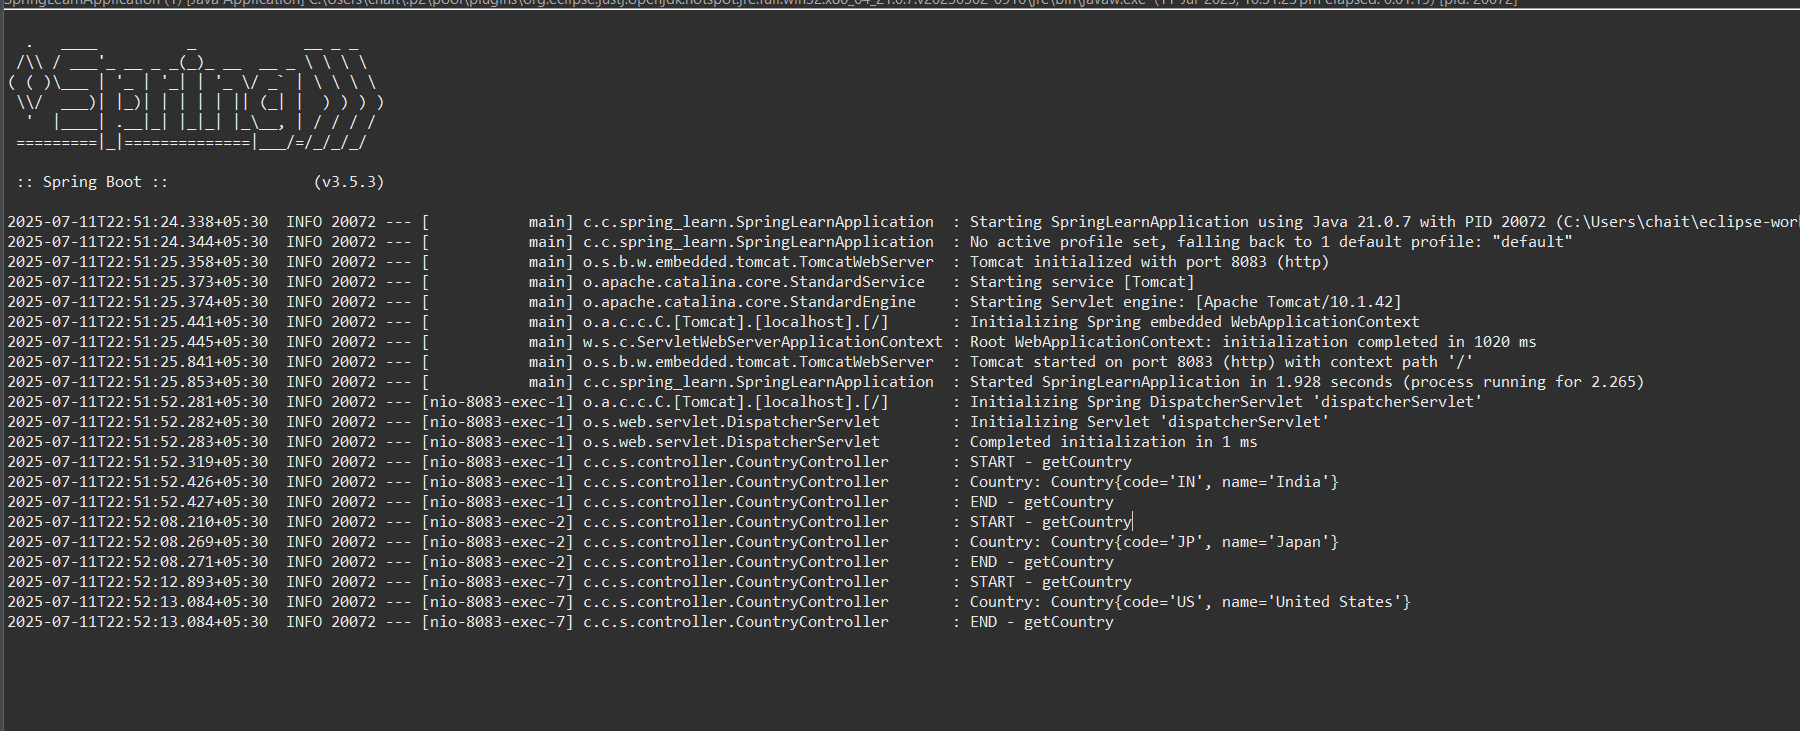 .   ____          _            __ _ _
 /\\ / ___'_ __ _ _(_)_ __  __ _ \ \ \ \
( ( )\___ | '_ | '_| | '_ \/ _` | \ \ \ \
 \\/  ___)| |_)| | | | | || (_| |  ) ) ) )
  '  |____| .__|_| |_|_| |_\__, | / / / /
 =========|_|==============|___/=/_/_/_/
 :: Spring Boot ::                (v3.5.3)
2025-07-11T22:51:24.338+05:30  INFO 20072 --- [           main] c.c.spring_learn.SpringLearnApplication  : Starting SpringLearnApplication using Java 21.0.7 with PID 20072 (C:\Users\chait\eclipse-wor
2025-07-11T22:51:24.344+05:30  INFO 20072 --- [           main] c.c.spring_learn.SpringLearnApplication  : No active profile set, falling back to 1 default profile: "default"
2025-07-11T22:51:25.358+05:30  INFO 20072 --- [           main] o.s.b.w.embedded.tomcat.TomcatWebServer  : Tomcat initialized with port 8083 (http)
2025-07-11T22:51:25.373+05:30  INFO 20072 --- [           main] o.apache.catalina.core.StandardService   : Starting service [Tomcat]
2025-07-11T22:51:25.374+05:30  INFO 20072 --- [           main] o.apache.catalina.core.StandardEngine    : Starting Servlet engine: [Apache Tomcat/10.1.42]
2025-07-11T22:51:25.441+05:30  INFO 20072 --- [           main] o.a.c.c.C.[Tomcat].[localhost].[/]       : Initializing Spring embedded WebApplicationContext
2025-07-11T22:51:25.445+05:30  INFO 20072 --- [           main] w.s.c.ServletWebServerApplicationContext : Root WebApplicationContext: initialization completed in 1020 ms
2025-07-11T22:51:25.841+05:30  INFO 20072 --- [           main] o.s.b.w.embedded.tomcat.TomcatWebServer  : Tomcat started on port 8083 (http) with context path '/'
2025-07-11T22:51:25.853+05:30  INFO 20072 --- [           main] c.c.spring_learn.SpringLearnApplication  : Started SpringLearnApplication in 1.928 seconds (process running for 2.265)
2025-07-11T22:51:52.281+05:30  INFO 20072 --- [nio-8083-exec-1] o.a.c.c.C.[Tomcat].[localhost].[/]       : Initializing Spring DispatcherServlet 'dispatcherServlet'
2025-07-11T22:51:52.282+05:30  INFO 20072 --- [nio-8083-exec-1] o.s.web.servlet.DispatcherServlet        : Initializing Servlet 'dispatcherServlet'
2025-07-11T22:51:52.283+05:30  INFO 20072 --- [nio-8083-exec-1] o.s.web.servlet.DispatcherServlet        : Completed initialization in 1 ms
2025-07-11T22:51:52.319+05:30  INFO 20072 --- [nio-8083-exec-1] c.c.s.controller.CountryController       : START - getCountry
2025-07-11T22:51:52.426+05:30  INFO 20072 --- [nio-8083-exec-1] c.c.s.controller.CountryController       : Country: Country{code='IN', name='India'}
2025-07-11T22:51:52.427+05:30  INFO 20072 --- [nio-8083-exec-1] c.c.s.controller.CountryController       : END - getCountry
2025-07-11T22:52:08.210+05:30  INFO 20072 --- [nio-8083-exec-2] c.c.s.controller.CountryController       : START - getCountry
2025-07-11T22:52:08.269+05:30  INFO 20072 --- [nio-8083-exec-2] c.c.s.controller.CountryController       : Country: Country{code='JP', name='Japan'}
2025-07-11T22:52:08.271+05:30  INFO 20072 --- [nio-8083-exec-2] c.c.s.controller.CountryController       : END - getCountry
2025-07-11T22:52:12.893+05:30  INFO 20072 --- [nio-8083-exec-7] c.c.s.controller.CountryController       : START - getCountry
2025-07-11T22:52:13.084+05:30  INFO 20072 --- [nio-8083-exec-7] c.c.s.controller.CountryController       : Country: Country{code='US', name='United States'}
2025-07-11T22:52:13.084+05:30  INFO 20072 --- [nio-8083-exec-7] c.c.s.controller.CountryController       : END - getCountry